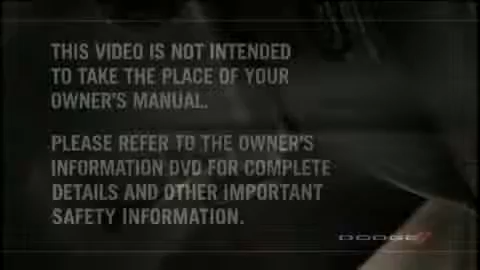 THIS VIDEO IS NOT INTENDED
TO TAKE THE PLACE OF YOUR
OWNER'S MANUAL.
PLEASE REFER TO THE OWNER'S
INFORMATION DVD FOR COMPLETE
DETAILS AND OTHER IMPORTANT
SAFETY INFORMATION.
DODGE